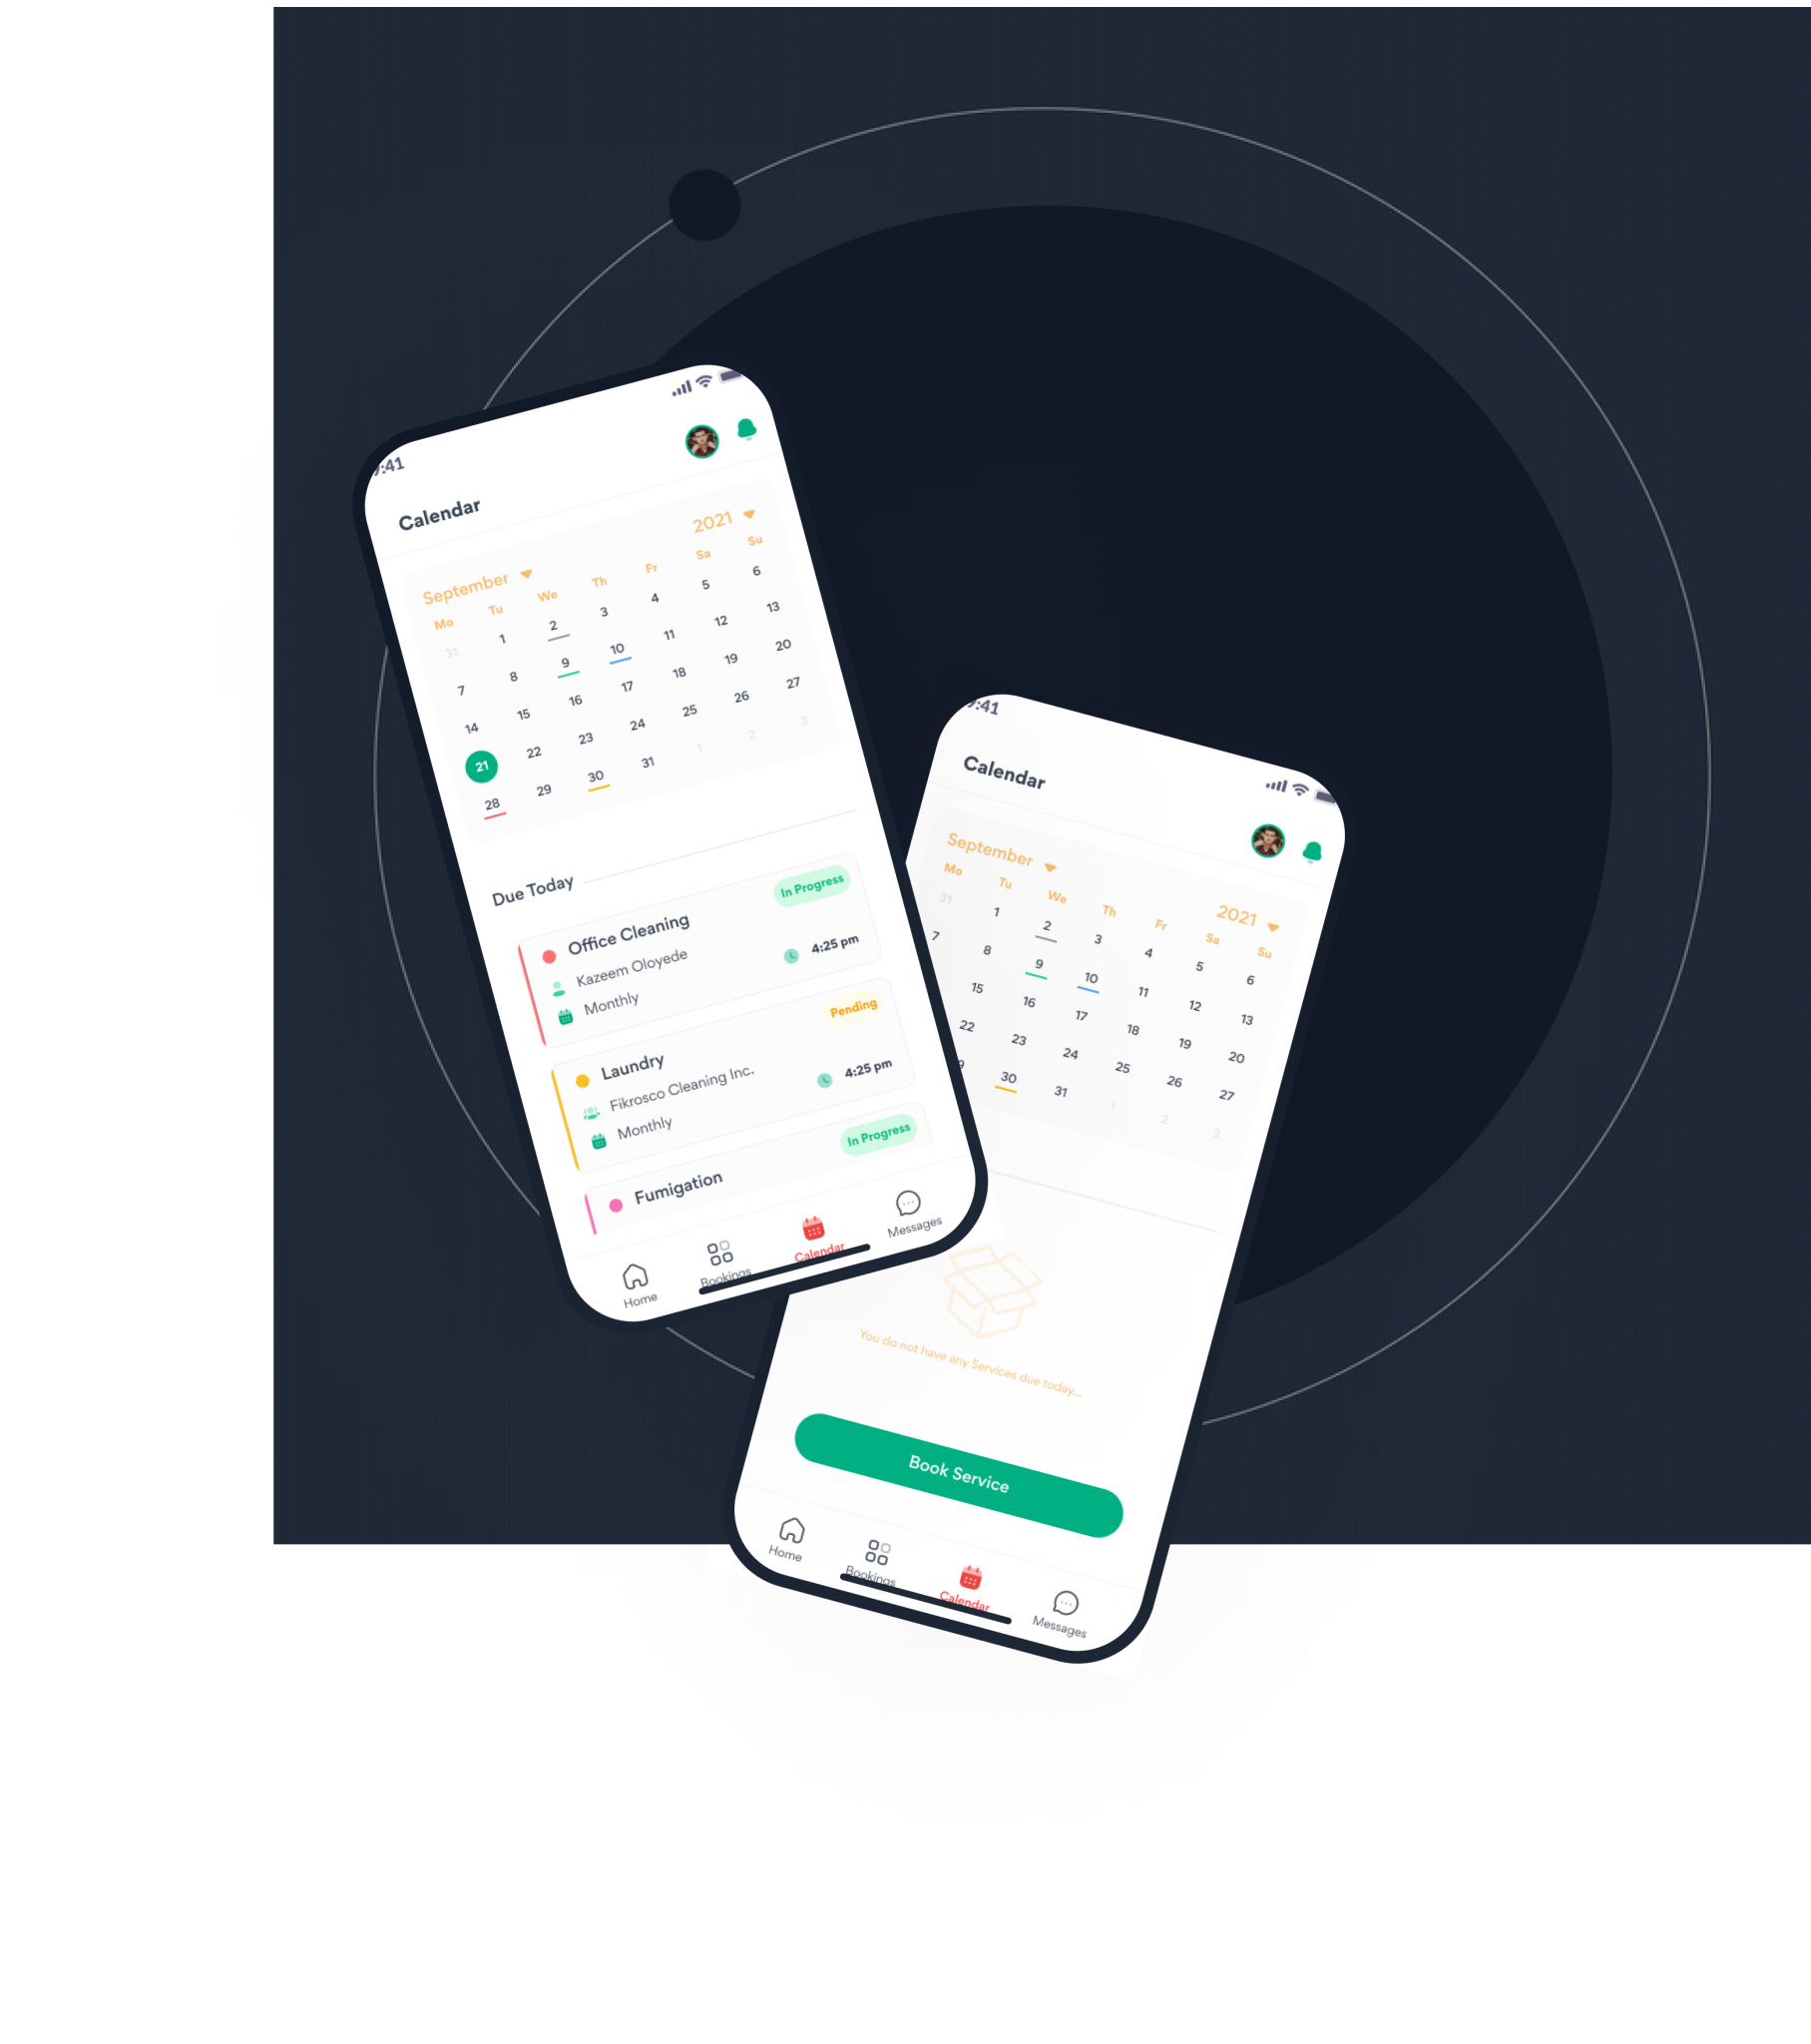 9:41
Calendar
September 2021
Mo Tu We Th Fr Sa Su
31 1 2 3 4 5 6
7 8 9 10 11 12 13
14 15 16 17 18 19 20
21 22 23 24 25 26 27
28 29 30 31 1 2 3
Due Today
Office Cleaning In Progress
Kazeem Oloyede 4:25 pm
Monthly
Laundry Pending
Fikrosco Cleaning Inc. 4:25 pm
Monthly
Fumigation In Progress
Home Bookings Calendar Messages
9:41
Calendar
September 2021
Mo Tu We Th Fr Sa Su
31 1 2 3 4 5 6
7 8 9 10 11 12 13
15 16 17 18 19 20
22 23 24 25 26 27
9 30 31 1 2 3
You do not have any Services due today...
Book Service
Home Bookings Calendar Messages